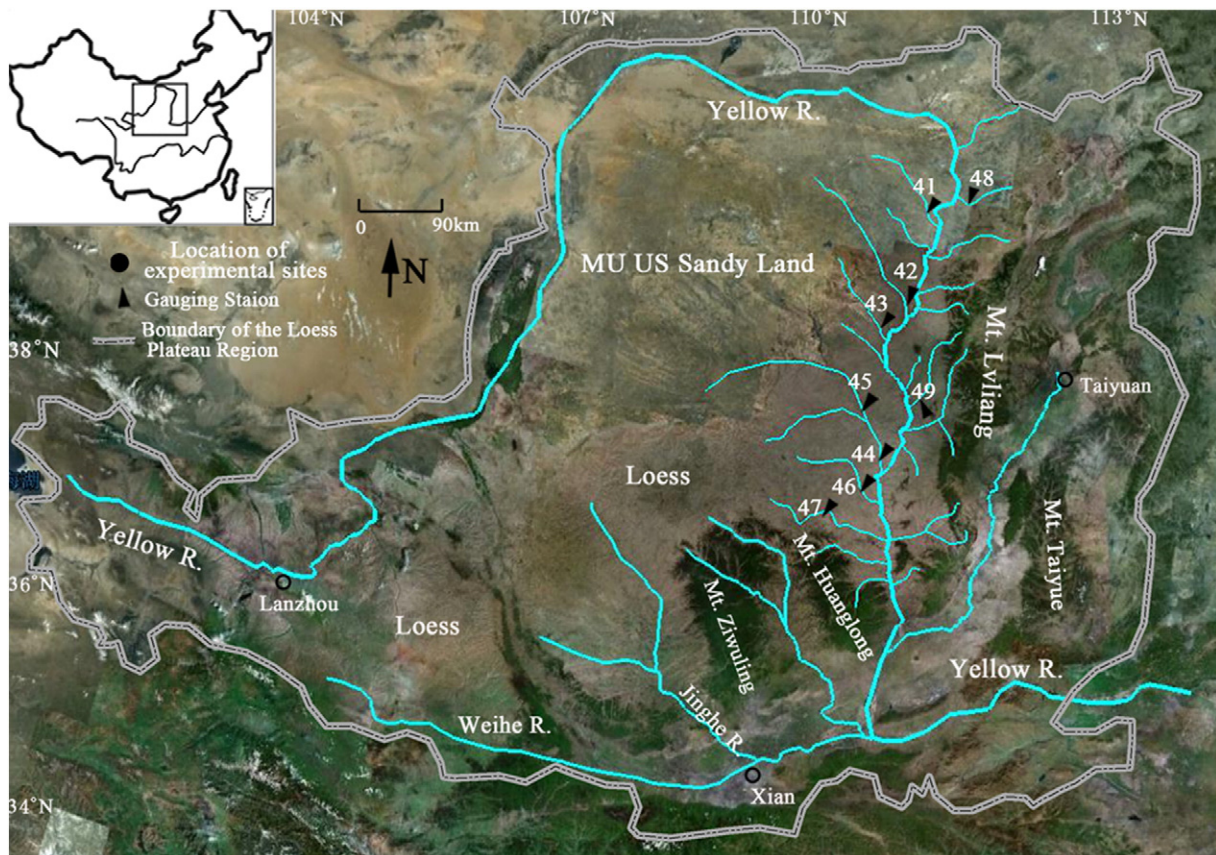 104°N
107°N
110°N
113°N
Yellow R.
41
48
0 90km
Location of
experimental sites
N
MU US Sandy Land
Gauging Staion
42
43
Boundary of the Loess
Plateau Region
38°N
Mt. Lvliang
Taiyuan
45
49
44
Loess
46
47
Yellow R.
Mt. Taiyue
36°N
Lanzhou
Mt. Huanglong
Mt. Ziwuling
Loess
Yellow R.
Jinghe R.
Weihe R.
Xian
34°N